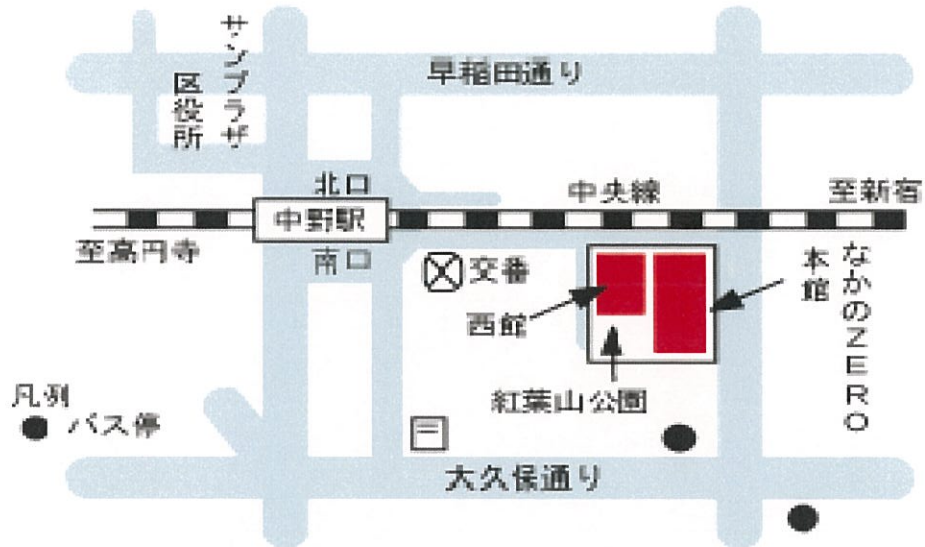 サンプラザ
区役所
早稲田通り
北口
中央線
至新宿
中野駅
至高円寺
南口
交番
本館
なかのZERO
西館
紅葉山公園
凡例
バス停
大久保通り